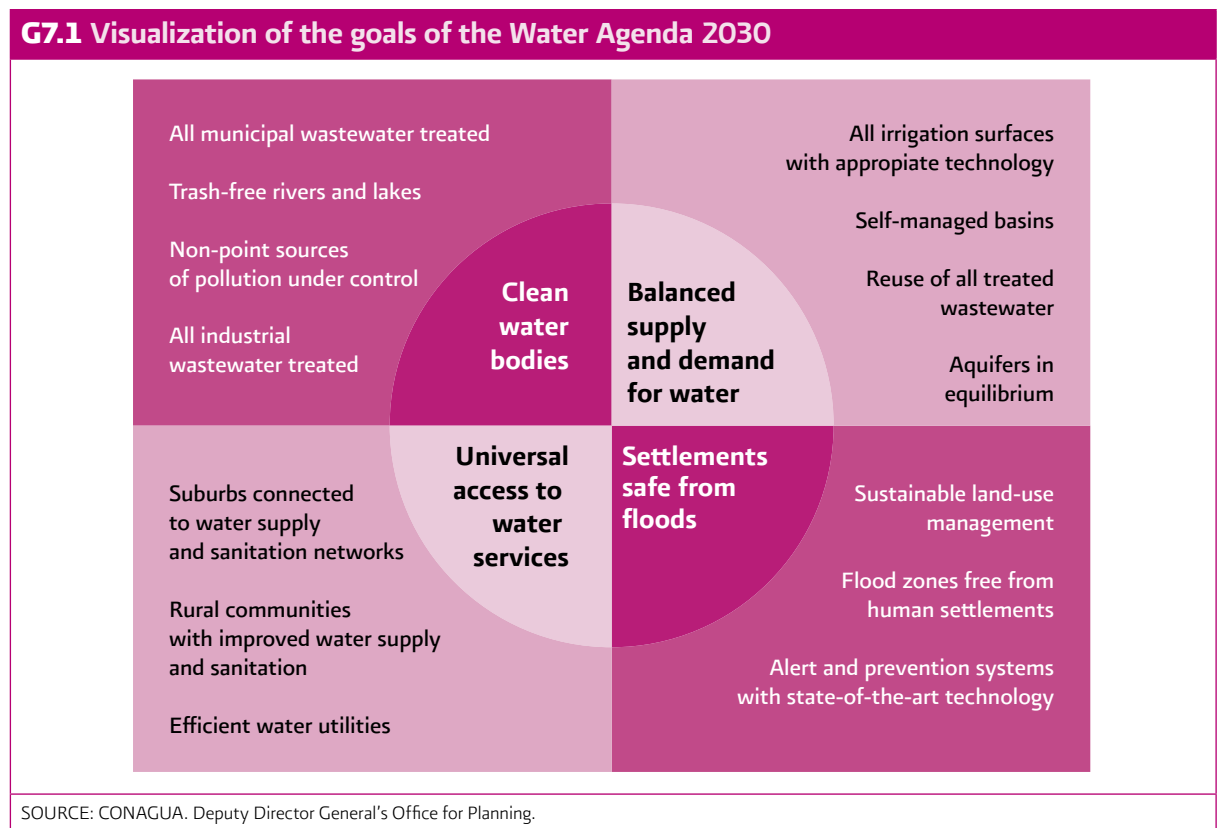 G7.1 Visualization of the goals of the Water Agenda 2030
All municipal wastewater treated
Trash-free rivers and lakes
Non-point sources
of pollution under control
All industrial
wastewater treated
Clean
water
bodies
Balanced
supply
and demand
for water
All irrigation surfaces
with appropiate technology
Self-managed basins
Reuse of all treated
wastewater
Aquifers in
equilibrium
Suburbs connected
to water supply
and sanitation networks
Rural communities
with improved water supply
and sanitation
Efficient water utilities
Universal
access to
water
services
Settlements
safe from
floods
Sustainable land-use
management
Flood zones free from
human settlements
Alert and prevention systems
with state-of-the-art technology
SOURCE: CONAGUA. Deputy Director General's Office for Planning.